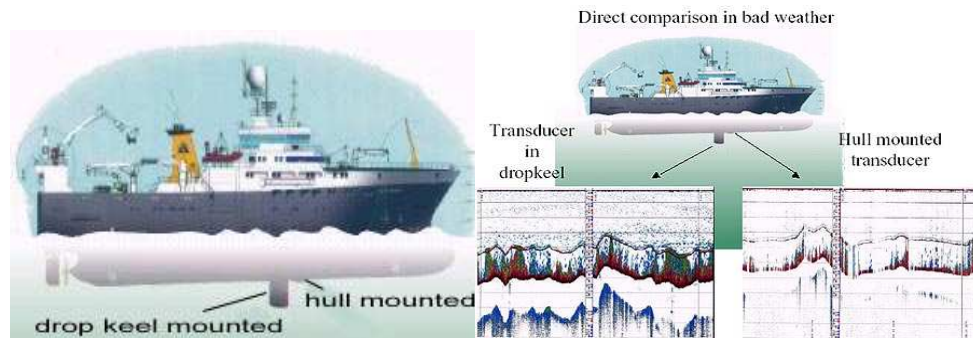 hull mounted
drop keel mounted
Direct comparison in bad weather
Transducer
in
dropkeel
Hull mounted
transducer